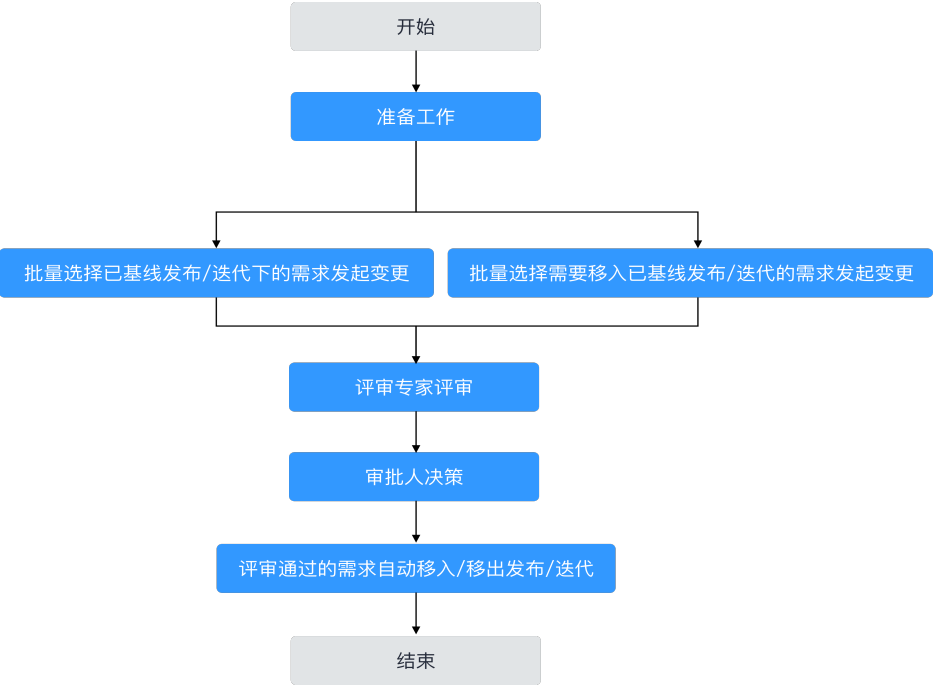 开始
准备工作
批量选择已基线发布/迭代下的需求发起变更
批量选择需要移入已基线发布/迭代的需求发起变更
评审专家评审
审批人决策
评审通过的需求自动移入/移出发布/迭代
结束